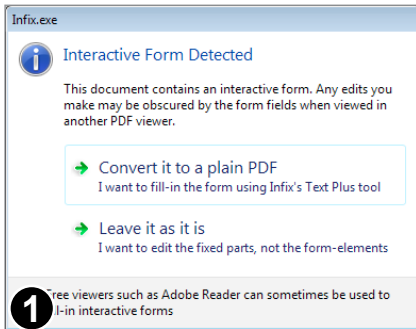 Infix.exe
Interactive Form Detected
This document contains an interactive form. Any edits you
make may be obscured by the form fields when viewed in
another PDF viewer.
Convert it to a plain PDF
I want to fill-in the form using Infix's Text Plus tool
Leave it as it is
I want to edit the fixed parts, not the form-elements
viewers such as Adobe Reader can sometimes be used to
1
in interactive forms